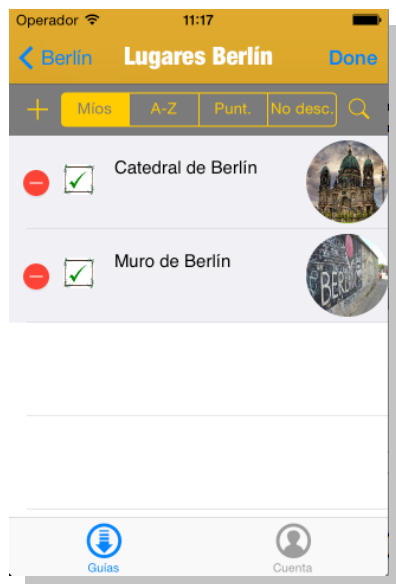 Operador 11:17
Berlín Lugares Berlín Done
Míos A-Z Punt. No desc.
Catedral de Berlín
Muro de Berlín
BERL
Guías Cuenta